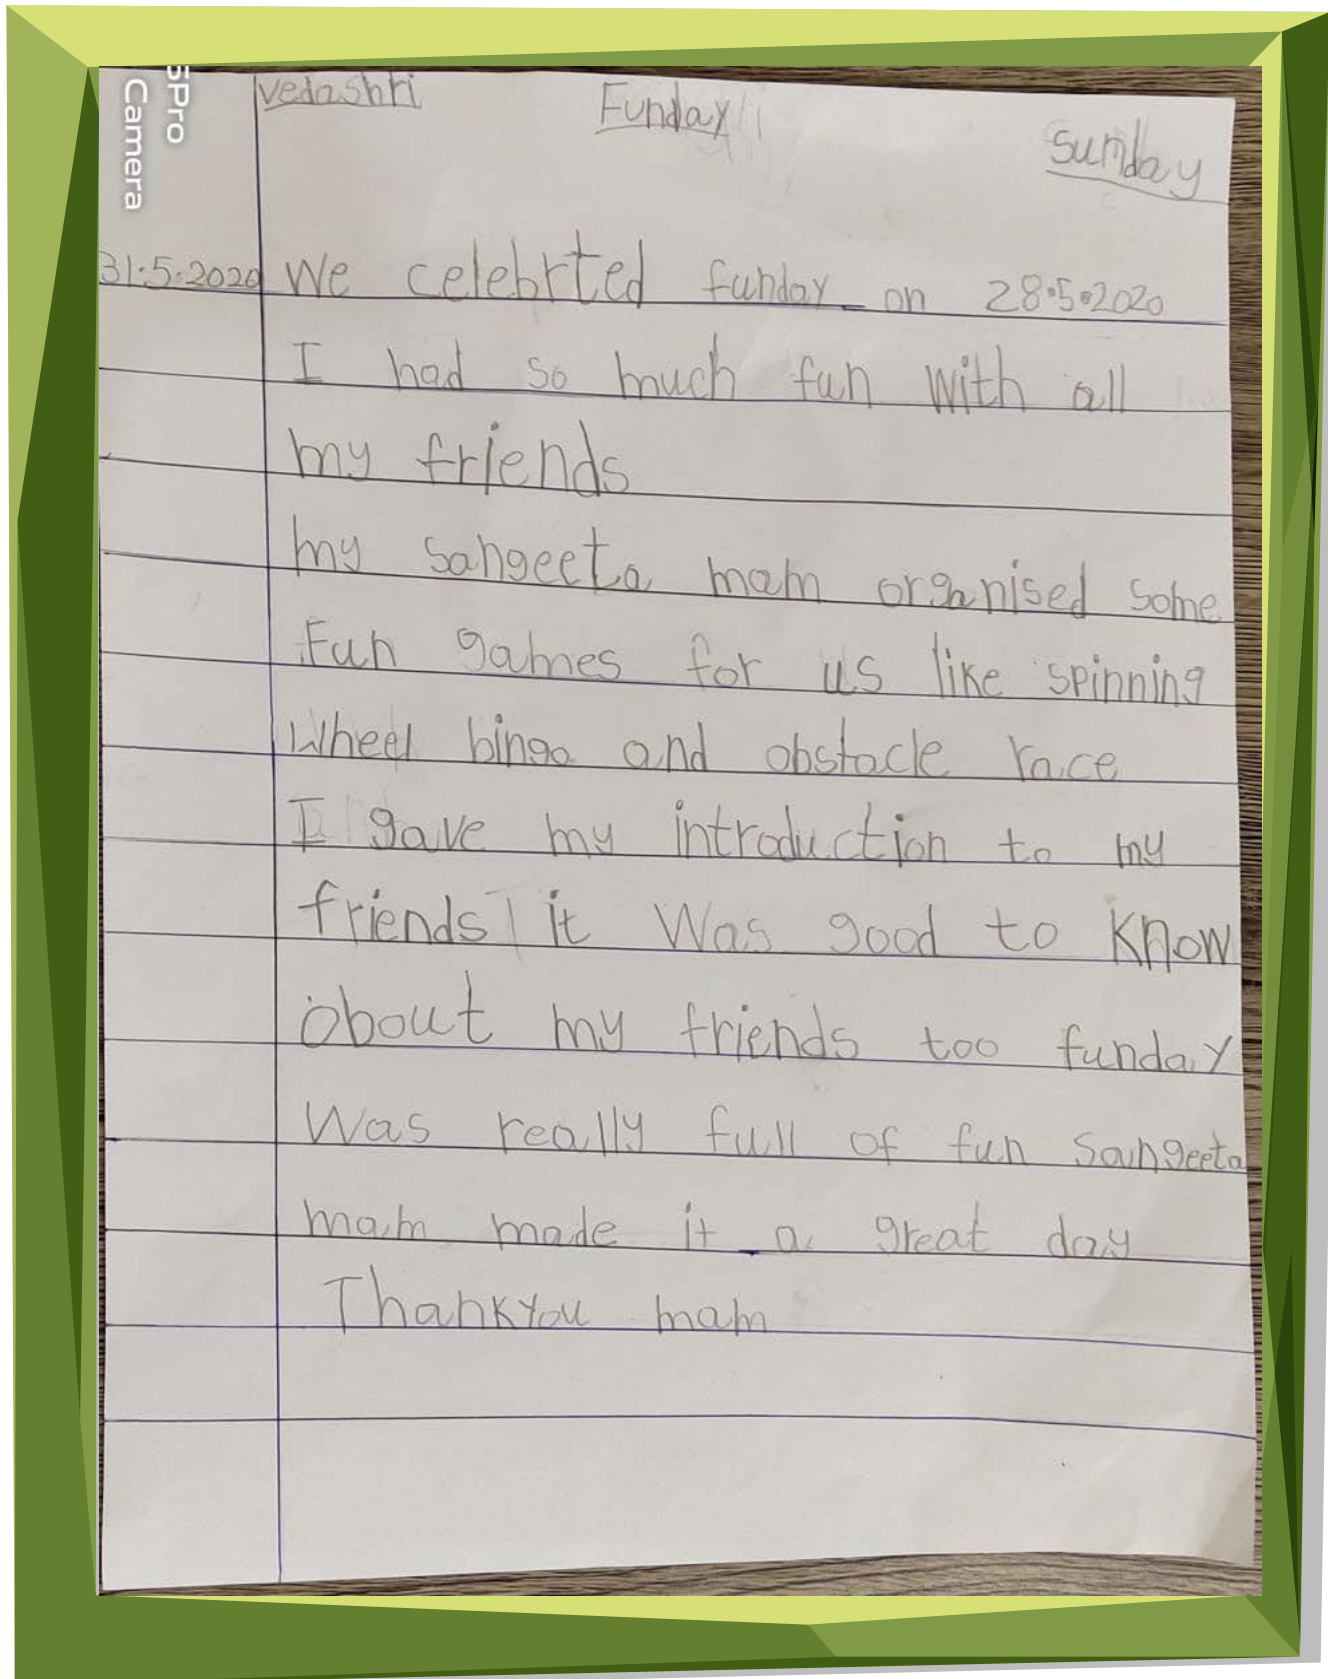 5Pro
Camera
vedashri Funday sunday
31.5.2020 We celebrted funday on 28.5.2020
I had so much fun with all
my friends
my sangeeta mam organised some
Fun games for us like spinning
Wheel bingo and obstacle race
I gave my introduction to my
friends it Was good to Know
about my friends too funday
Was really full of fun Sangeeta
mam made it a great day
Thankyou mam